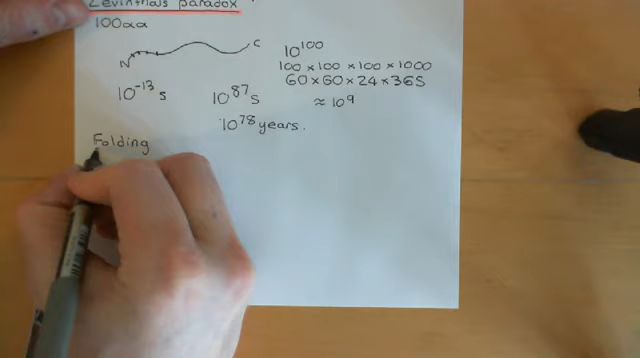 Levinthals paradox
100aa
C
N
10^100
100 × 100 × 100 × 1000
60 × 60 × 24 × 365
≈ 10^9
10^-13 s
10^87 s
10^78 years.
Folding